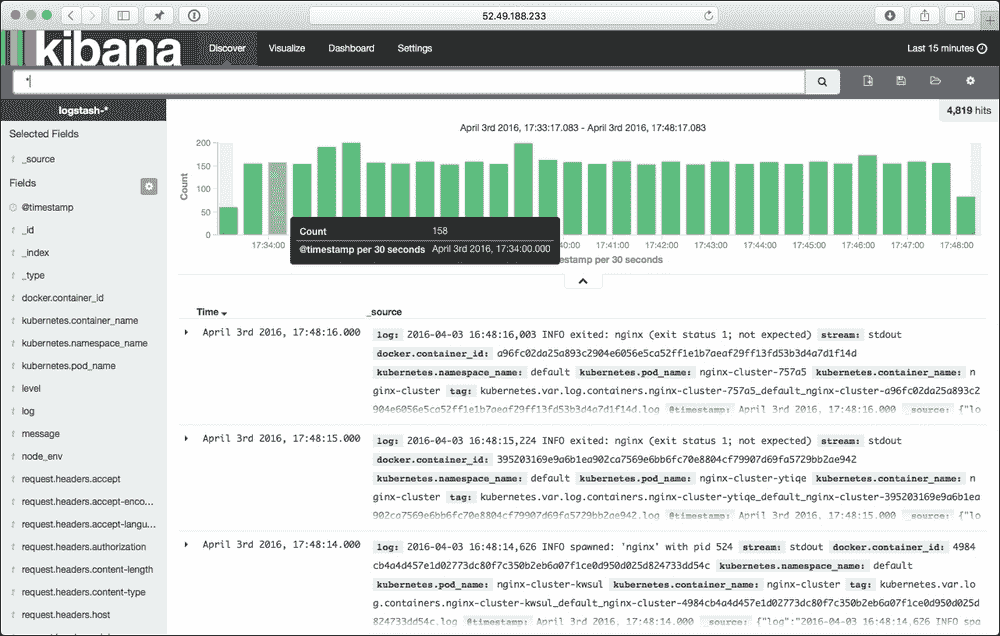 52.49.188.233
kibana Discover Visualize Dashboard Settings Last 15 minutes
*
logstash-* 4,819 hits
Selected Fields
April 3rd 2016, 17:33:17.083 - April 3rd 2016, 17:48:17.083
_source
Fields
@timestamp
_id
_index
_type
docker.container_id
kubernetes.container_name
kubernetes.namespace_name
kubernetes.pod_name
level
log
message
node_env
request.headers.accept
request.headers.accept-enco...
request.headers.accept-langu...
request.headers.authorization
request.headers.content-length
request.headers.content-type
request.headers.host
Count
200
150
100
50
0
17:34:00 :40:00 17:41:00 17:42:00 17:43:00 17:44:00 17:45:00 17:46:00 17:47:00 17:48:00
estamp per 30 seconds
Count 158
@timestamp per 30 seconds April 3rd 2016, 17:34:00.000
Time _source
April 3rd 2016, 17:48:16.000 log: 2016-04-03 16:48:16,003 INFO exited: nginx (exit status 1; not expected) stream: stdout
docker.container_id: a96fc02da25a893c2904e6056e5ca52ff1e1b7aeaf29ff13fd53b3d4a7d1f14d
kubernetes.namespace_name: default kubernetes.pod_name: nginx-cluster-757a5 kubernetes.container_name: n
ginx-cluster tag: kubernetes.var.log.containers.nginx-cluster-757a5_default_nginx-cluster-a96fc02da25a893c2
904e6056e5ca52ff1e1b7aeaf29ff13fd53b3d4a7d1f14d.log @timestamp: April 3rd 2016, 17:48:16.000 _source: {"lo
April 3rd 2016, 17:48:15.000 log: 2016-04-03 16:48:15,224 INFO exited: nginx (exit status 1; not expected) stream: stdout
docker.container_id: 395203169e9a6b1ea902ca7569e6bb6fc70e8804cf79907d69fa5729bb2ae942
kubernetes.namespace_name: default kubernetes.pod_name: nginx-cluster-ytiqe kubernetes.container_name: n
ginx-cluster tag: kubernetes.var.log.containers.nginx-cluster-ytiqe_default_nginx-cluster-395203169e9a6b1ea
902ca7569e6bb6fc70e8804cf79907d69fa5729bb2ae942.log @timestamp: April 3rd 2016, 17:48:15.000 _source: {"lo
April 3rd 2016, 17:48:14.000 log: 2016-04-03 16:48:14,626 INFO spawned: 'nginx' with pid 524 stream: stdout docker.container_id: 4984
cb4a4d457e1d02773dc80f7c350b2eb6a07f1ce0d950d025d824733dd54c kubernetes.namespace_name: default
kubernetes.pod_name: nginx-cluster-kwsul kubernetes.container_name: nginx-cluster tag: kubernetes.var.lo
g.containers.nginx-cluster-kwsul_default_nginx-cluster-4984cb4a4d457e1d02773dc80f7c350b2eb6a07f1ce0d950d025d
824733dd54c.log @timestamp: April 3rd 2016, 17:48:14.000 _source: {"log":"2016-04-03 16:48:14,626 INFO spa